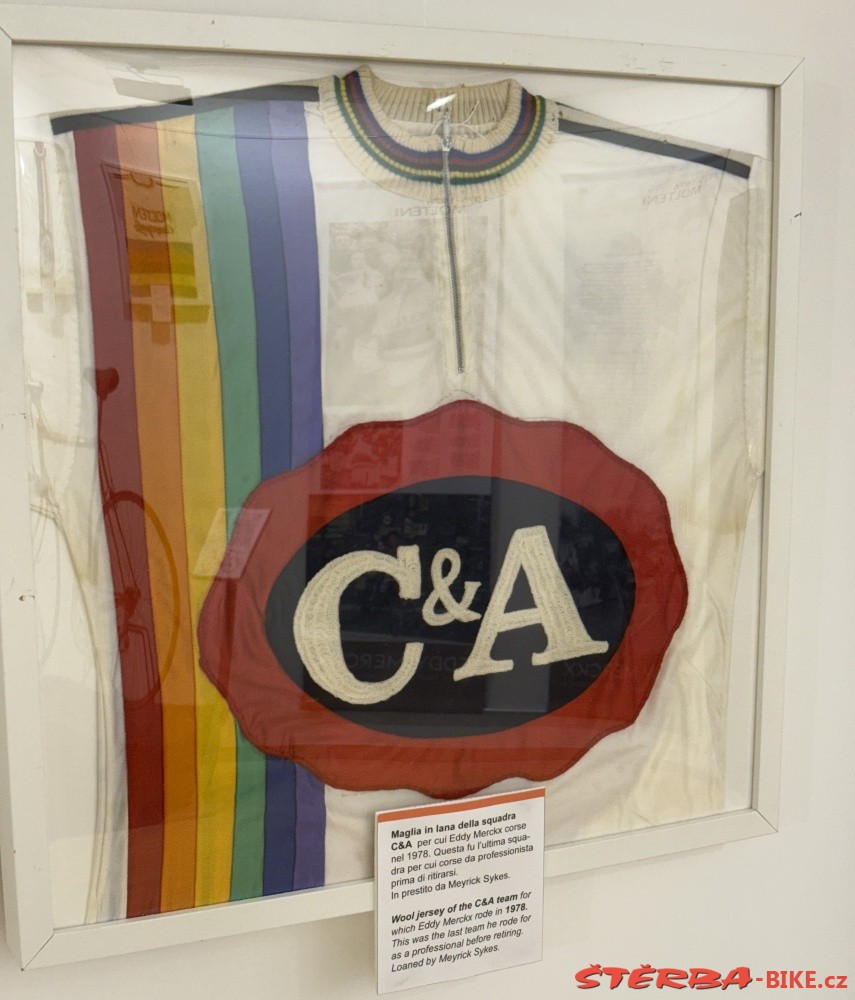 MOLTENI
MOLTENI
MOLTENI
C&A
Maglia in lana della squadra
C&A per cui Eddy Merckx corse
nel 1978. Questa fu l'ultima squa-
dra per cui corse da professionista
prima di ritirarsi.
In prestito da Meyrick Sykes.
Wool jersey of the C&A team for
which Eddy Merckx rode in 1978.
This was the last team he rode for
as a professional before retiring.
Loaned by Meyrick Sykes.
ŠTĚRBA-BIKE.cz